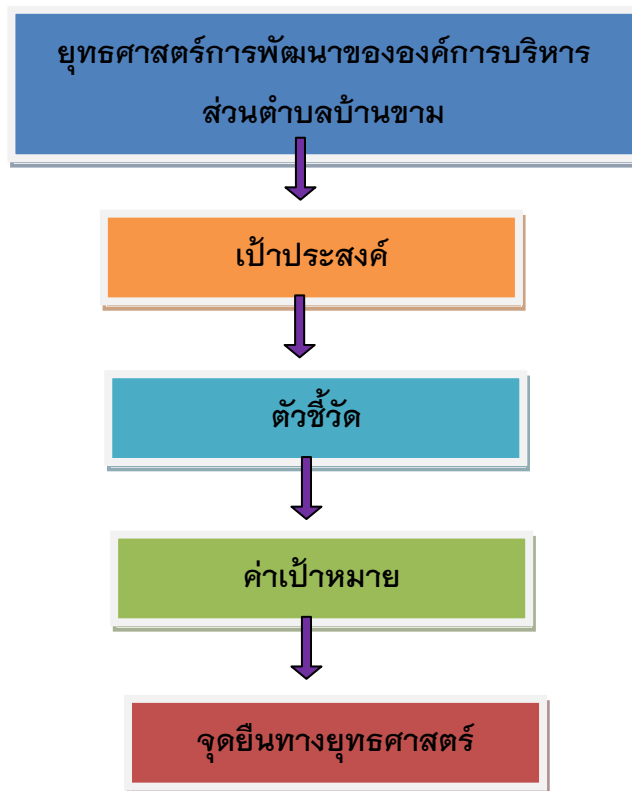 ยุทธศาสตร์การพัฒนาขององค์การบริหาร
ส่วนตำบลบ้านขาม
เป้าประสงค์
ตัวชี้วัด
ค่าเป้าหมาย
จุดยืนทางยุทธศาสตร์